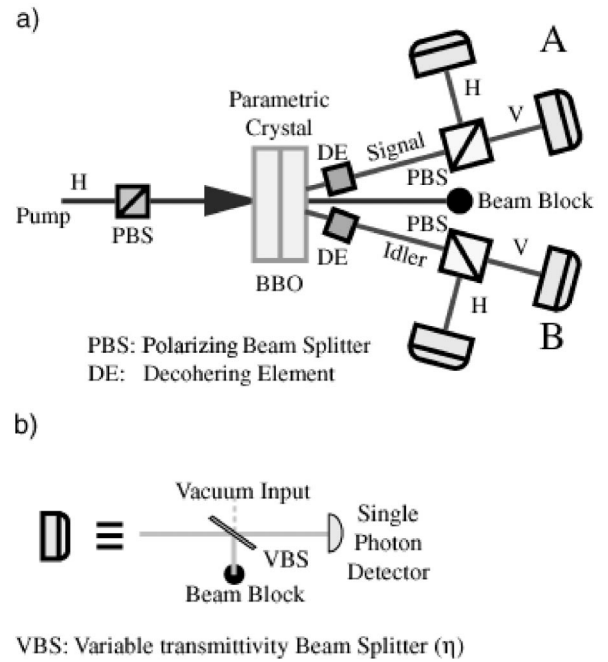 a)
A
Parametric
Crystal
H
V
DE
Signal
PBS
H
Pump
PBS
Beam Block
PBS
V
DE
Idler
H
BBO
B
PBS: Polarizing Beam Splitter
DE: Decohering Element
b)
Vacuum Input
Single
Photon
Detector
VBS
Beam Block
VBS: Variable transmittivity Beam Splitter (η)